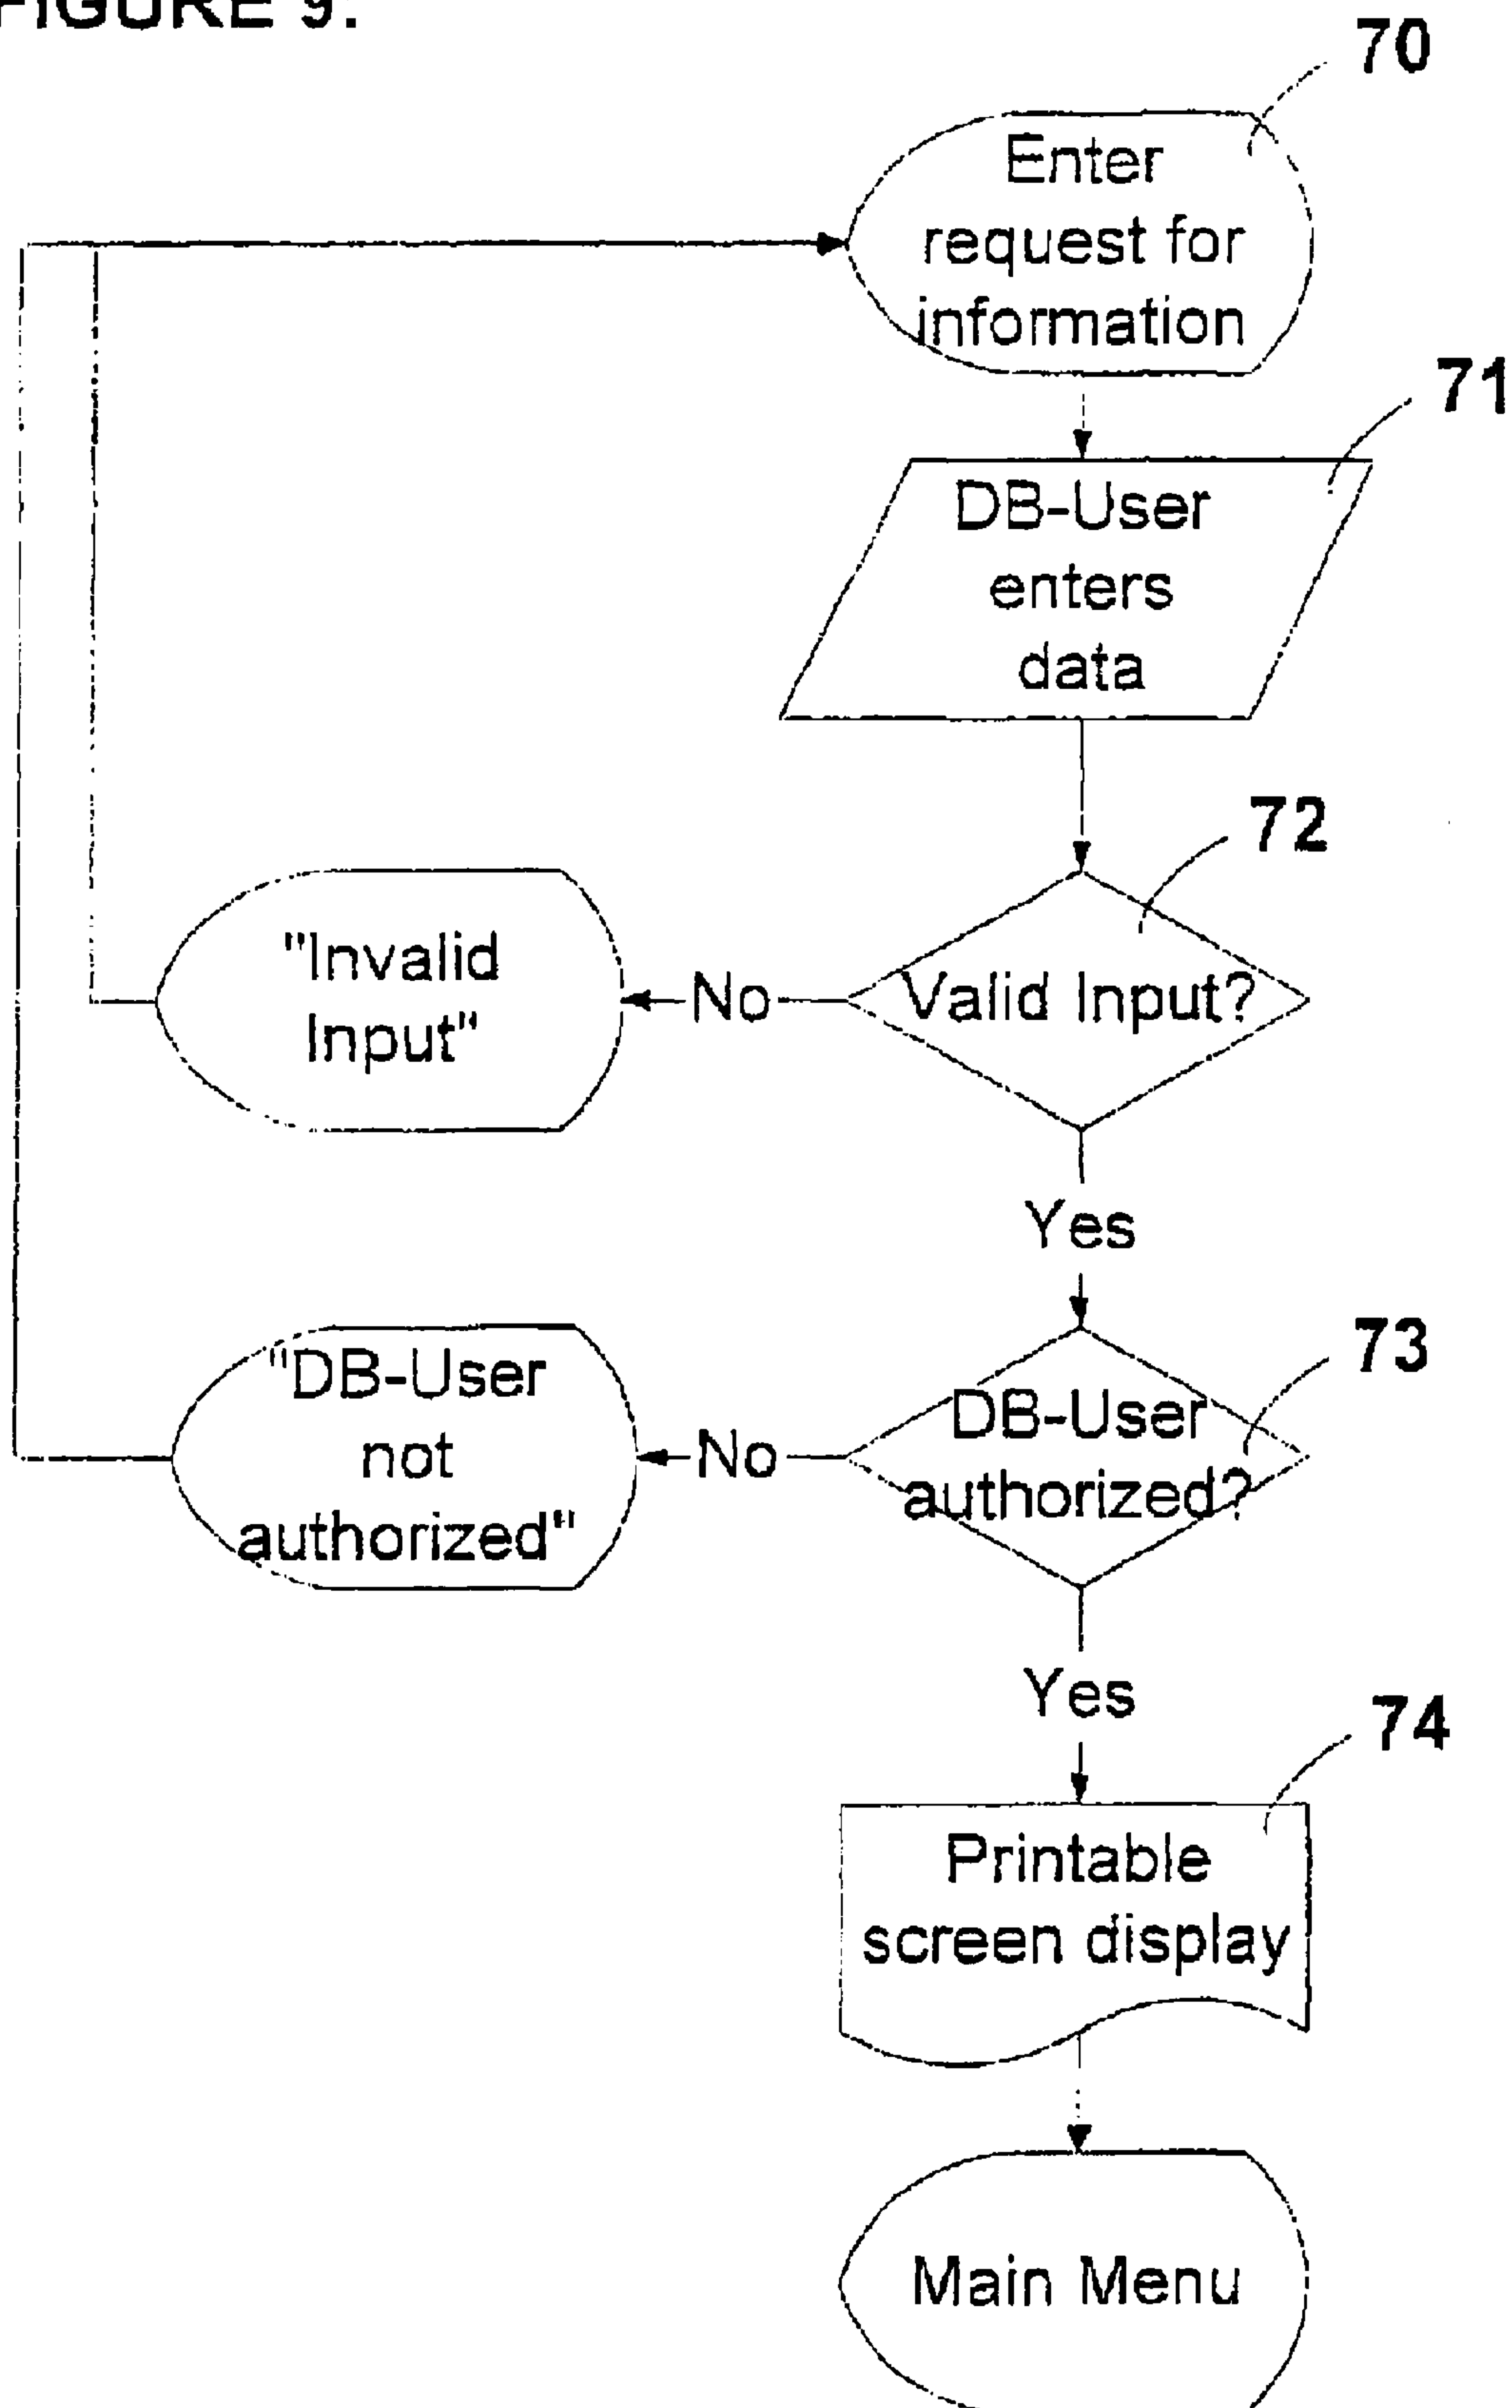 FIGURE 9:
70
Enter
request for
information
71
DB-User
enters
data
72
Valid Input?
No
"Invalid
Input"
Yes
73
DB-User
authorized?
No
"DB-User
not
authorized"
Yes
74
Printable
screen display
Main Menu